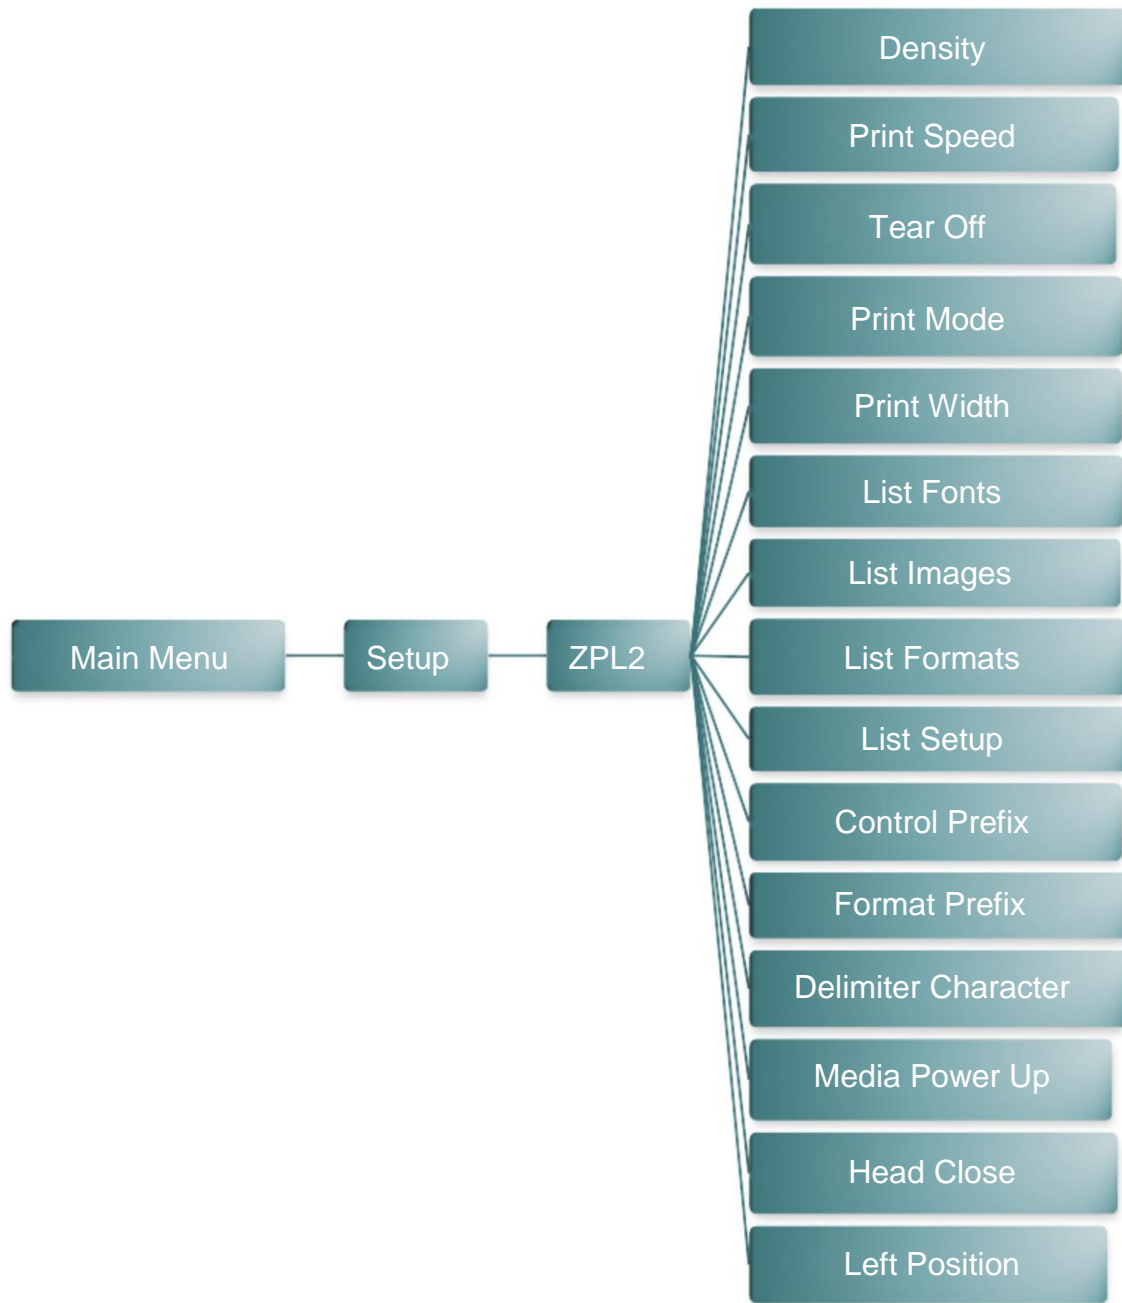 Main Menu
Setup
ZPL2
Density
Print Speed
Tear Off
Print Mode
Print Width
List Fonts
List Images
List Formats
List Setup
Control Prefix
Format Prefix
Delimiter Character
Media Power Up
Head Close
Left Position